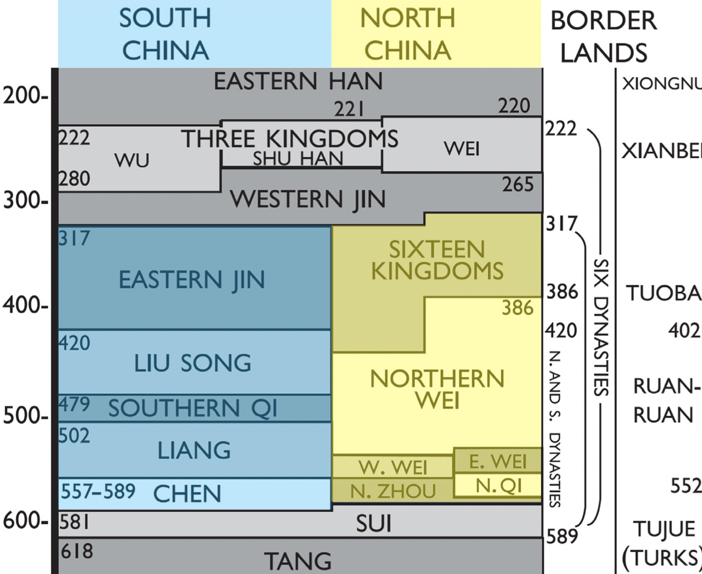 SOUTH
CHINA
NORTH
CHINA
BORDER
LANDS
200-
EASTERN HAN
221
220
XIONGNU
222
THREE KINGDOMS
222
WU
SHU HAN
WEI
XIANBEI
280
265
300-
WESTERN JIN
317
317
EASTERN JIN
SIXTEEN
KINGDOMS
386
386
TUOBA
400-
420
420
402
LIU SONG
NORTHERN
WEI
RUAN-
RUAN
479
SOUTHERN QI
500-
502
LIANG
W. WEI
E. WEI
557–589
CHEN
N. ZHOU
N. QI
552
N. AND S. DYNASTIES
SIX DYNASTIES
600-
581
SUI
589
TUJUE
(TURKS)
618
TANG